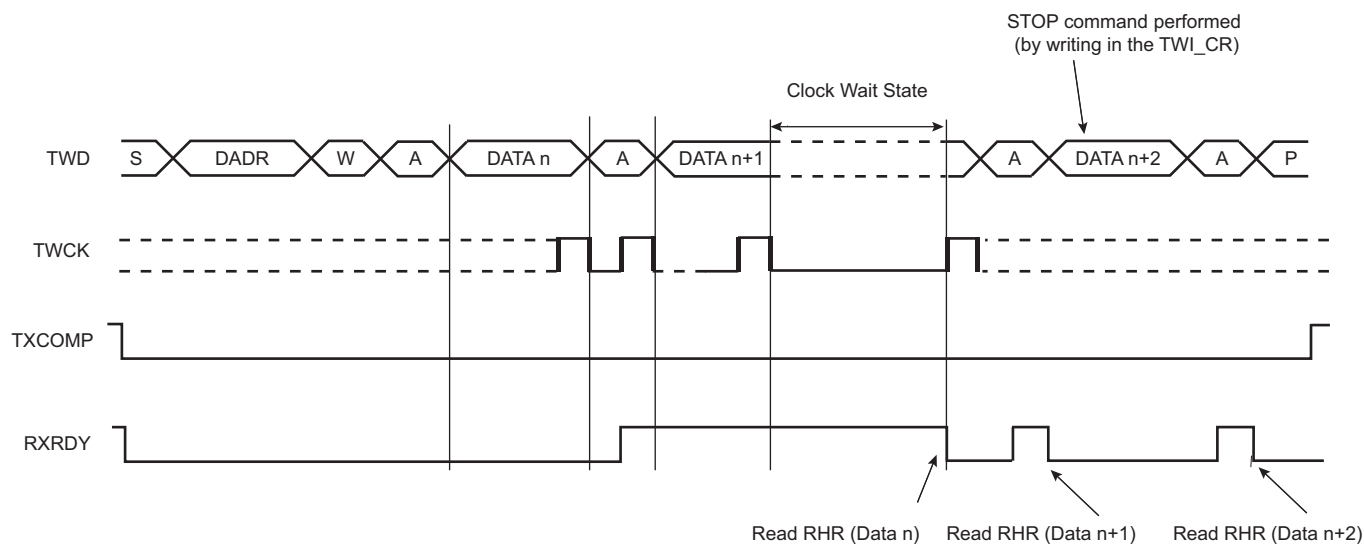 STOP command performed
(by writing in the TWI_CR)
Clock Wait State
TWD S DADR W A DATA n A DATA n+1 A DATA n+2 A P
TWCK
TXCOMP
RXRDY
Read RHR (Data n) Read RHR (Data n+1) Read RHR (Data n+2)